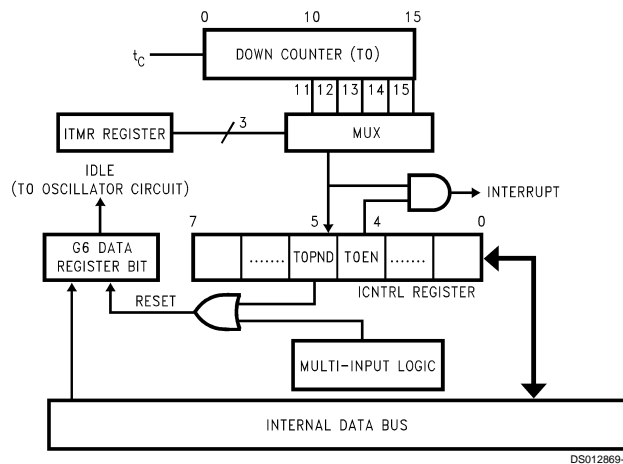 0 10 15
DOWN COUNTER (T0)
tC
11 12 13 14 15
ITMR REGISTER
3
MUX
IDLE
(TO OSCILLATOR CIRCUIT)
INTERRUPT
7 5 4 0
G6 DATA
REGISTER BIT
....... T0PND T0EN .......
ICNTRL REGISTER
RESET
MULTI-INPUT LOGIC
INTERNAL DATA BUS
DS012869-